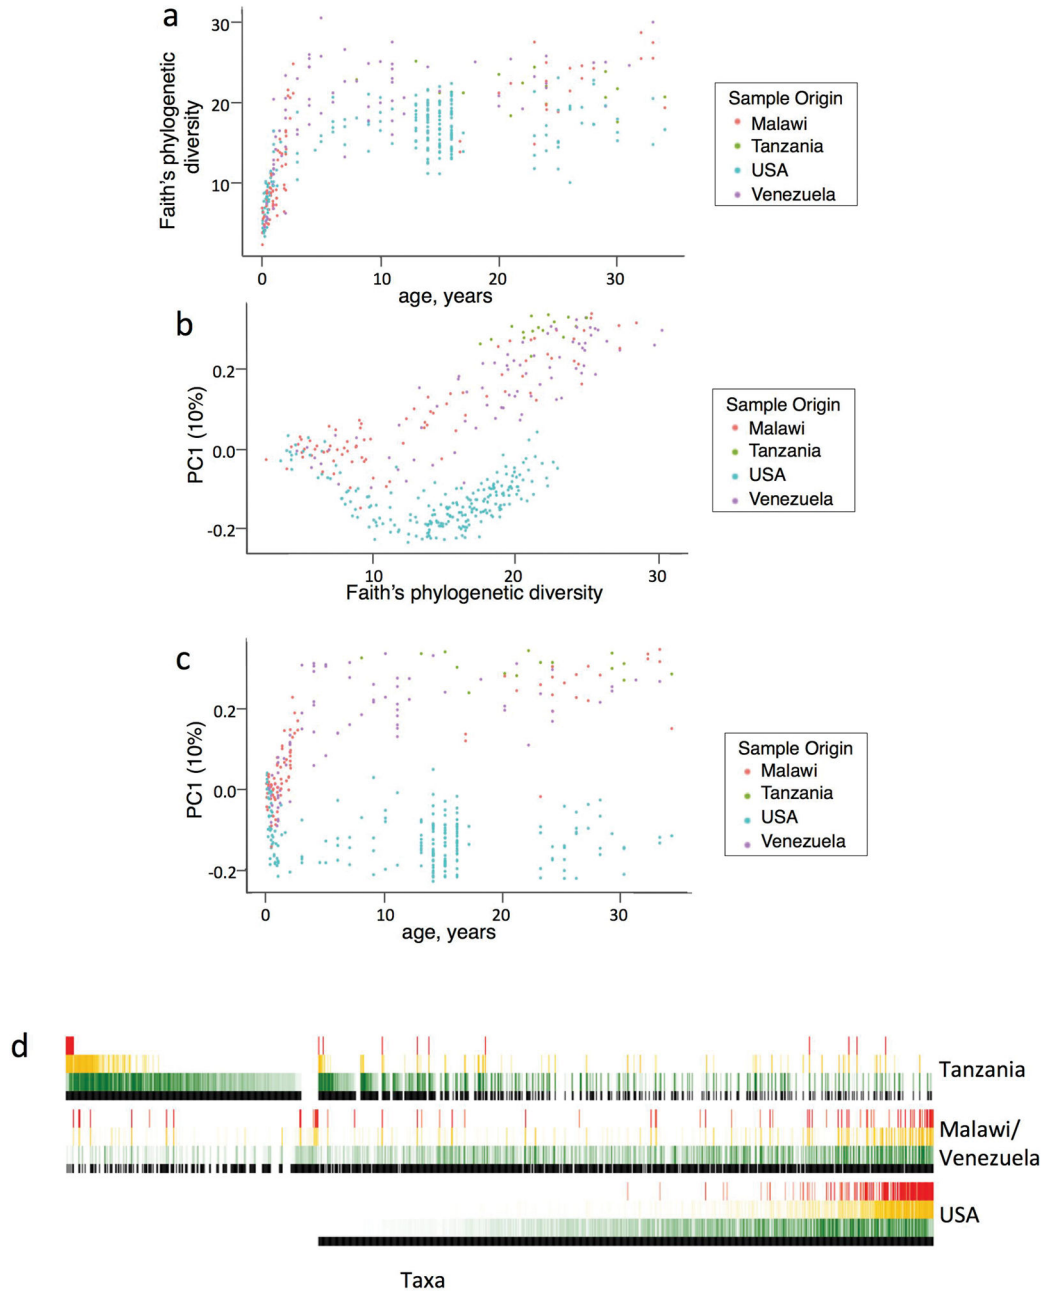 a
Faith's phylogenetic
diversity
30
20
10
0
10
20
30
age, years
Sample Origin
Malawi
Tanzania
USA
Venezuela
b
PC1 (10%)
0.2
0.0
-0.2
10
20
30
Faith's phylogenetic diversity
Sample Origin
Malawi
Tanzania
USA
Venezuela
c
PC1 (10%)
0.2
0.0
-0.2
0
10
20
30
age, years
Sample Origin
Malawi
Tanzania
USA
Venezuela
d
Tanzania
Malawi/
Venezuela
USA
Taxa